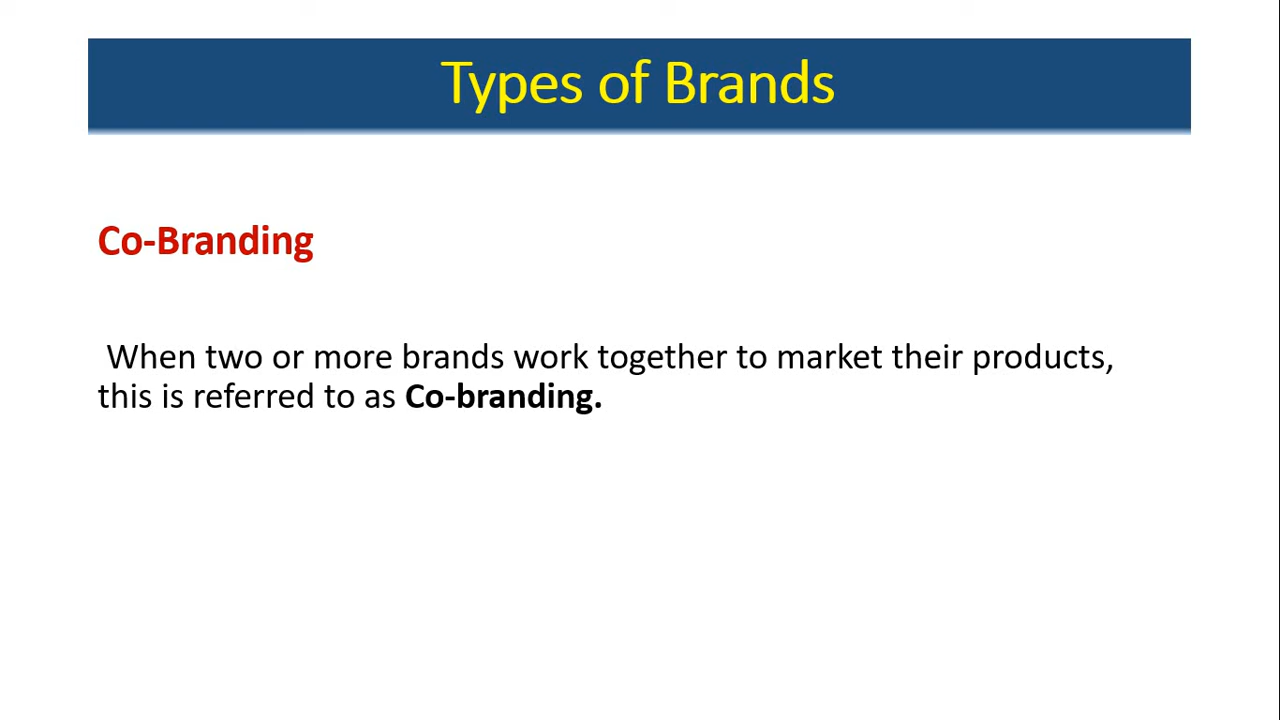 Types of Brands
Co-Branding
When two or more brands work together to market their products,
this is referred to as Co-branding.